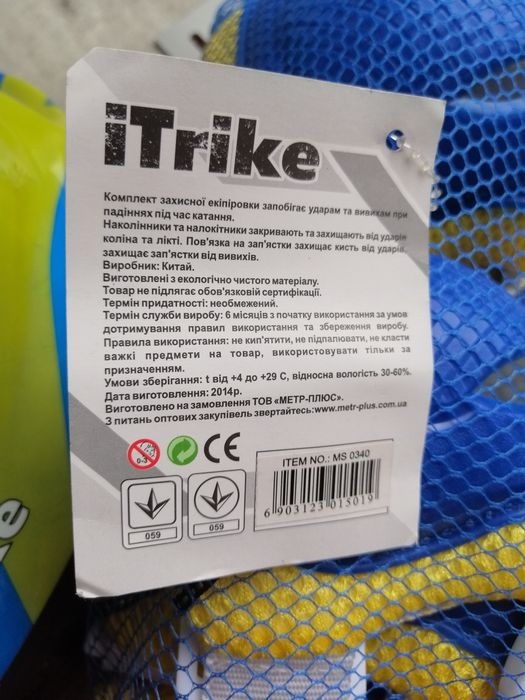 iTrike
Комплект захисної екіпіровки запобігає ударам та вивихам при
падіннях під час катання.
Наколінники та налокітники закривають та захищають від ударів
коліна та лікті. Пов'язка на зап'ястки захищає кисть від ударів,
захищає зап'ястки від вивихів.
Виробник: Китай.
Виготовлені з екологічно чистого матеріалу.
Товар не підлягає обов'язковій сертифікації.
Термін придатності: необмежений.
Термін служби виробу: 6 місяців з початку використання за умов
дотримування правил використання та збереження виробу.
Правила використання: не кип'ятити, не підпалювати, не класти
важкі предмети на товар, використовувати тільки за
призначенням.
Умови зберігання: t від +4 до +29 С, відносна вологість 30-60%.
Дата виготовлення: 2014р.
Виготовлено на замовлення ТОВ «МЕТР-ПЛЮС».
З питань оптових закупівель звертайтесь:www.metr-plus.com.ua
0-3
CE
ITEM NO.: MS 0340
6 903123 015019
059
059